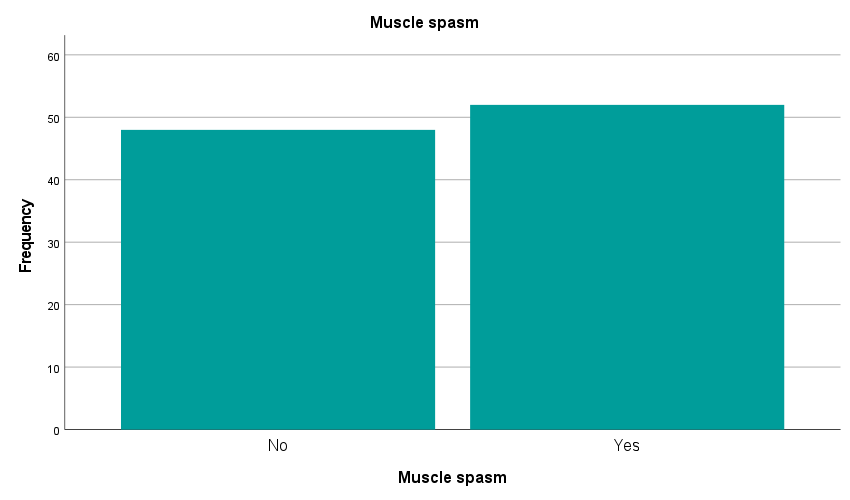 Muscle spasm
60
50
40
30
20
10
0
Frequency
No
Yes
Muscle spasm